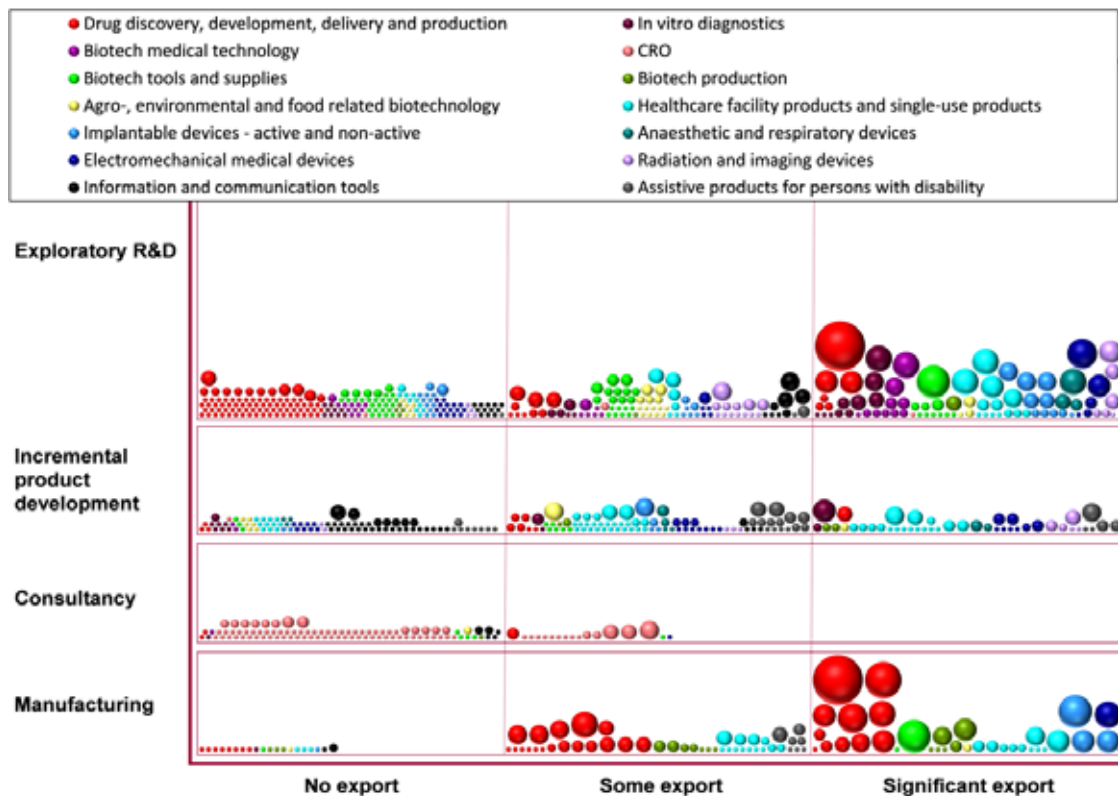 Drug discovery, development, delivery and production
Biotech medical technology
Biotech tools and supplies
Agro-, environmental and food related biotechnology
Implantable devices - active and non-active
Electromechanical medical devices
Information and communication tools
In vitro diagnostics
CRO
Biotech production
Healthcare facility products and single-use products
Anaesthetic and respiratory devices
Radiation and imaging devices
Assistive products for persons with disability
Exploratory R&D
Incremental
product
development
Consultancy
Manufacturing
No export
Some export
Significant export